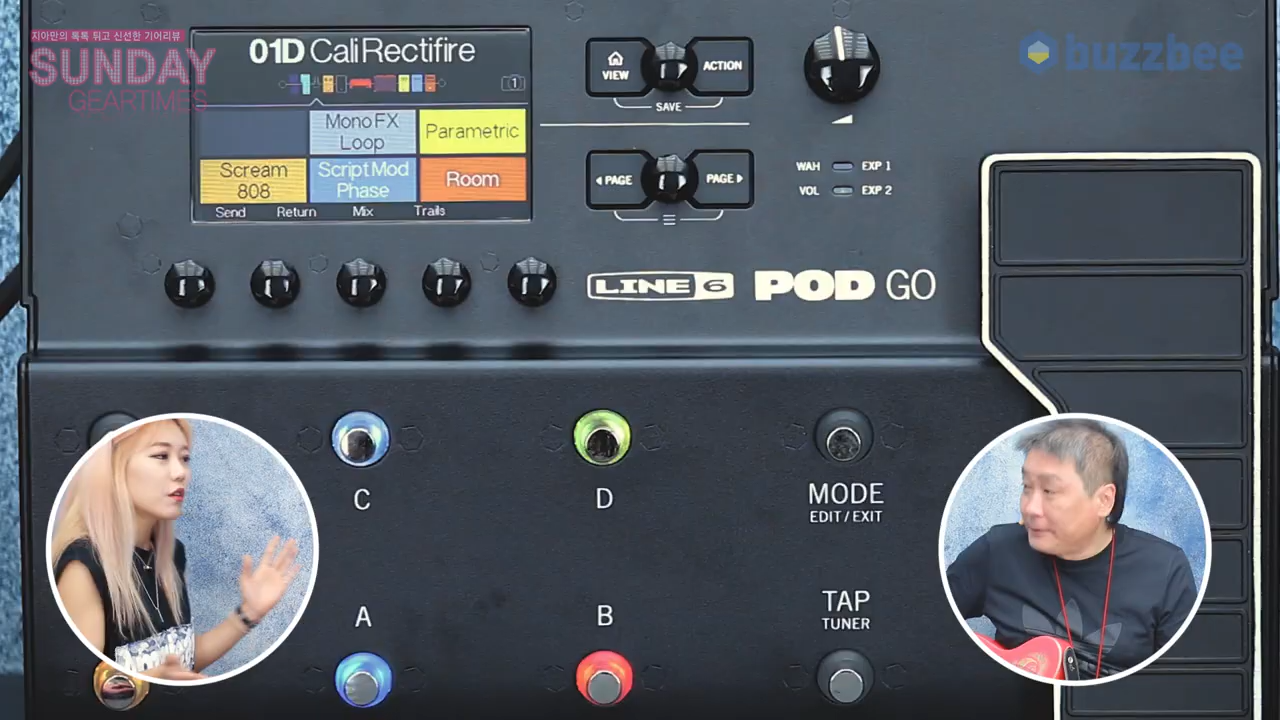 지아만의 톡톡 튀고 신선한 기어리뷰
SUNDAY
GEARTIMES
buzzbee
01D Cali Rectifire
1
Mono FX
Loop
Parametric
Scream
808
Script Mod
Phase
Room
Send Return Mix Trails
VIEW
ACTION
SAVE
PAGE
PAGE
WAH EXP 1
VOL EXP 2
LINE 6 POD GO
C
D
MODE
EDIT/EXIT
A
B
TAP
TUNER